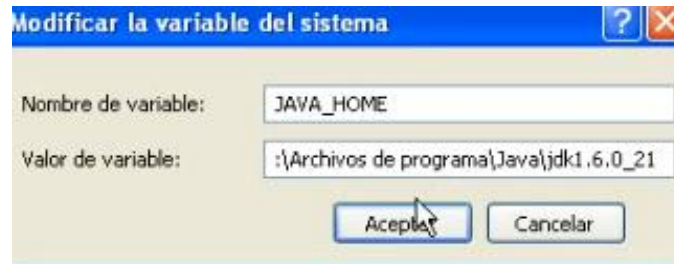 Modificar la variable del sistema
Nombre de variable: JAVA_HOME
Valor de variable: :\Archivos de programa\Java\jdk1.6.0_21
Aceptar Cancelar